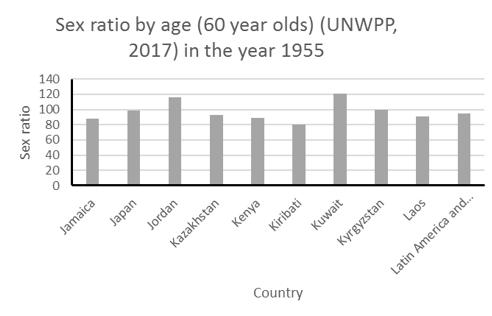 Sex ratio by age (60 year olds) (UNWPP,
2017) in the year 1955
140
120
100
80
60
40
20
0
Sex ratio
Jamaica
Japan
Jordan
Kazakhstan
Kenya
Kiribati
Kuwait
Kyrgyzstan
Laos
Latin America and...
Country